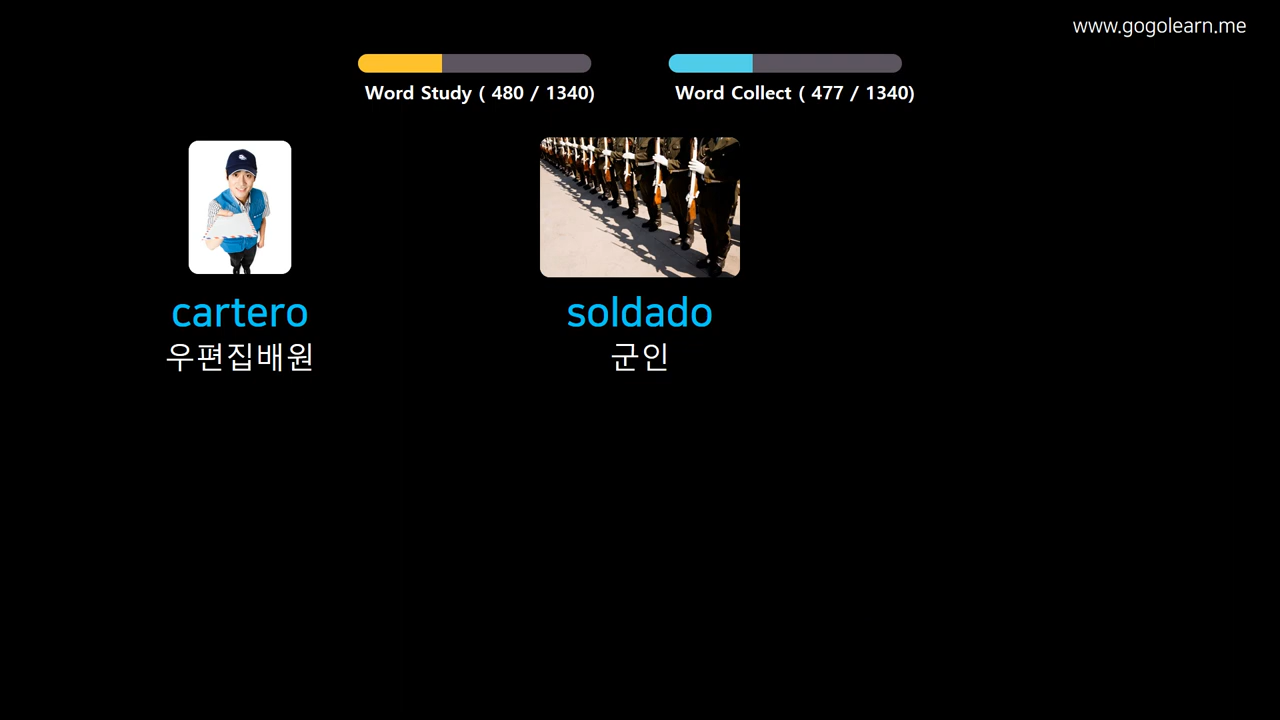 www.gogolearn.me
Word Study ( 480 / 1340)
Word Collect ( 477 / 1340)
cartero
soldado
우편집배원
군인